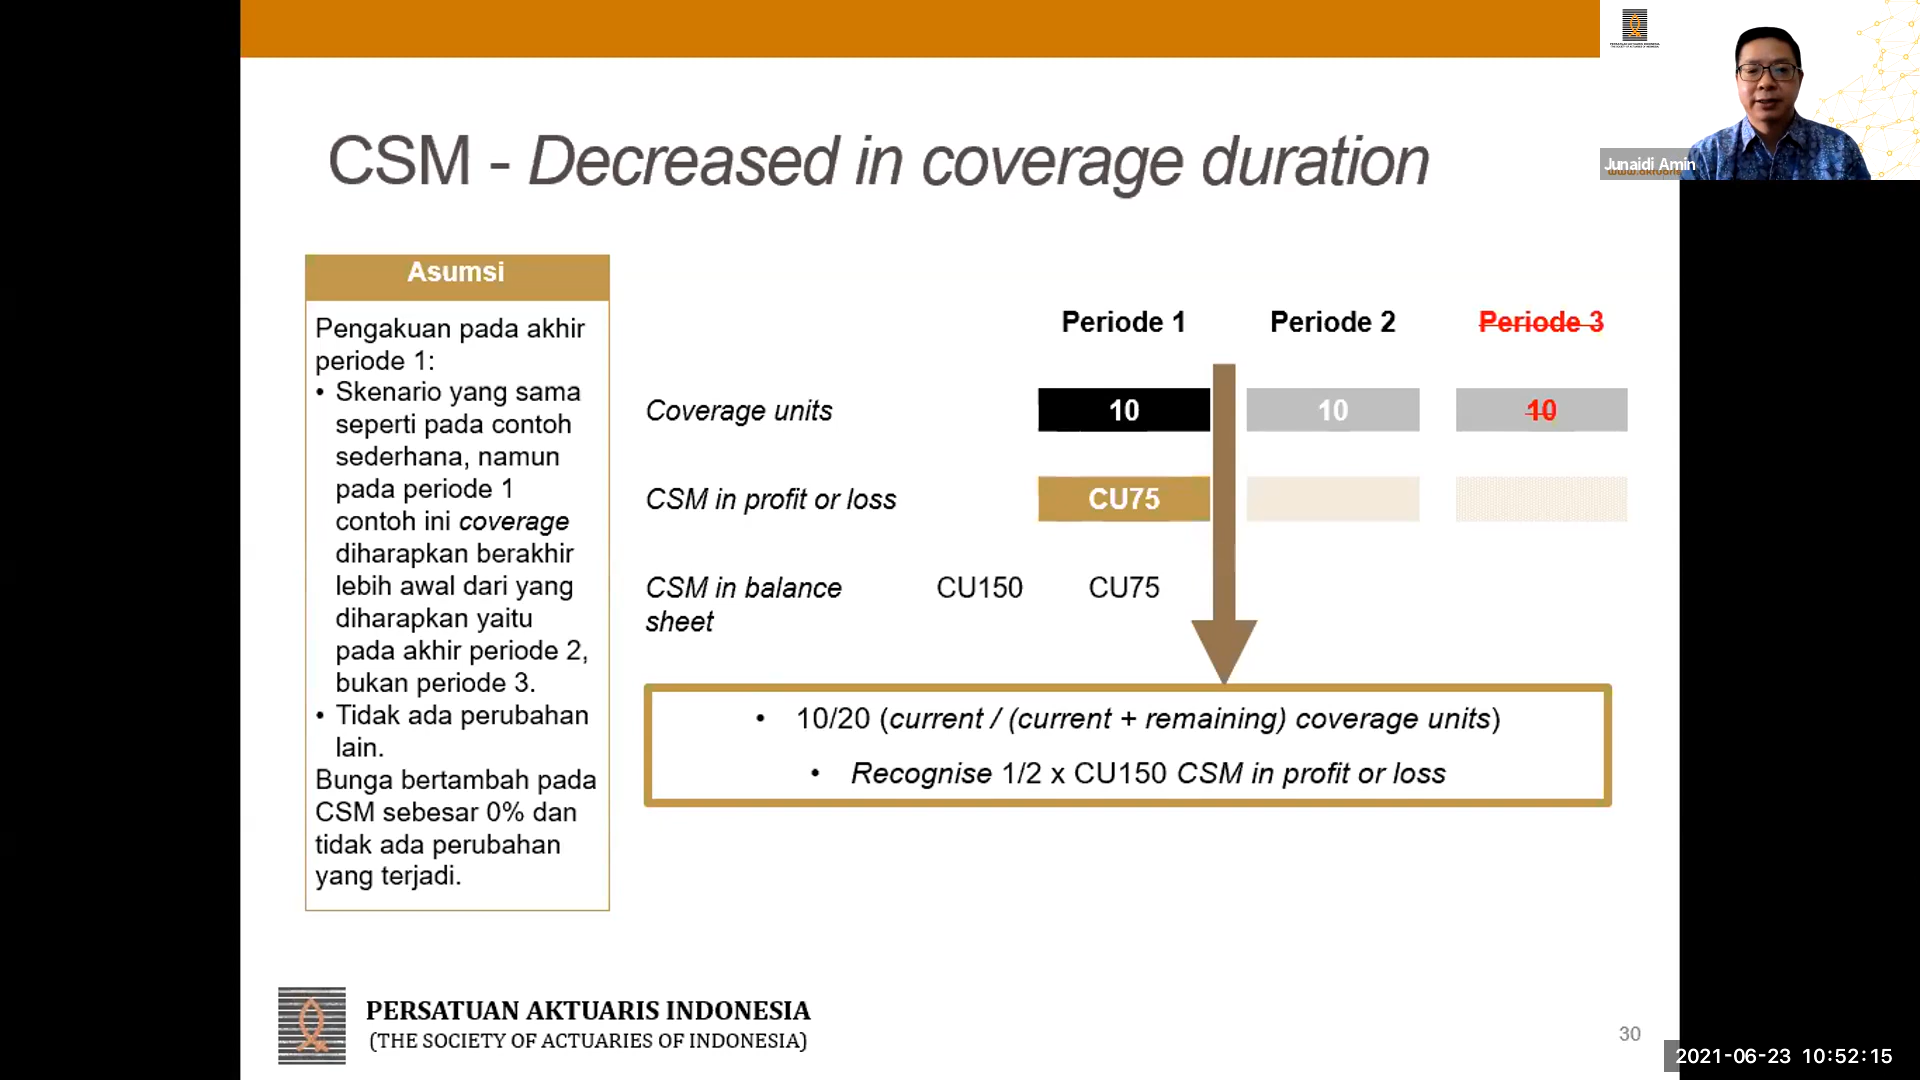 CSM - Decreased in coverage duration
Junaidi Amin
Asumsi
Pengakuan pada akhir
periode 1:
• Skenario yang sama
seperti pada contoh
sederhana, namun
pada periode 1
contoh ini coverage
diharapkan berakhir
lebih awal dari yang
diharapkan yaitu
pada akhir periode 2,
bukan periode 3.
• Tidak ada perubahan
lain.
Bunga bertambah pada
CSM sebesar 0% dan
tidak ada perubahan
yang terjadi.
Periode 1 Periode 2 Periode 3
Coverage units 10 10 10
CSM in profit or loss CU75
CSM in balance CU150 CU75
sheet
• 10/20 (current / (current + remaining) coverage units)
• Recognise 1/2 x CU150 CSM in profit or loss
PERSATUAN AKTUARIS INDONESIA
(THE SOCIETY OF ACTUARIES OF INDONESIA)
30
2021-06-23 10:52:15